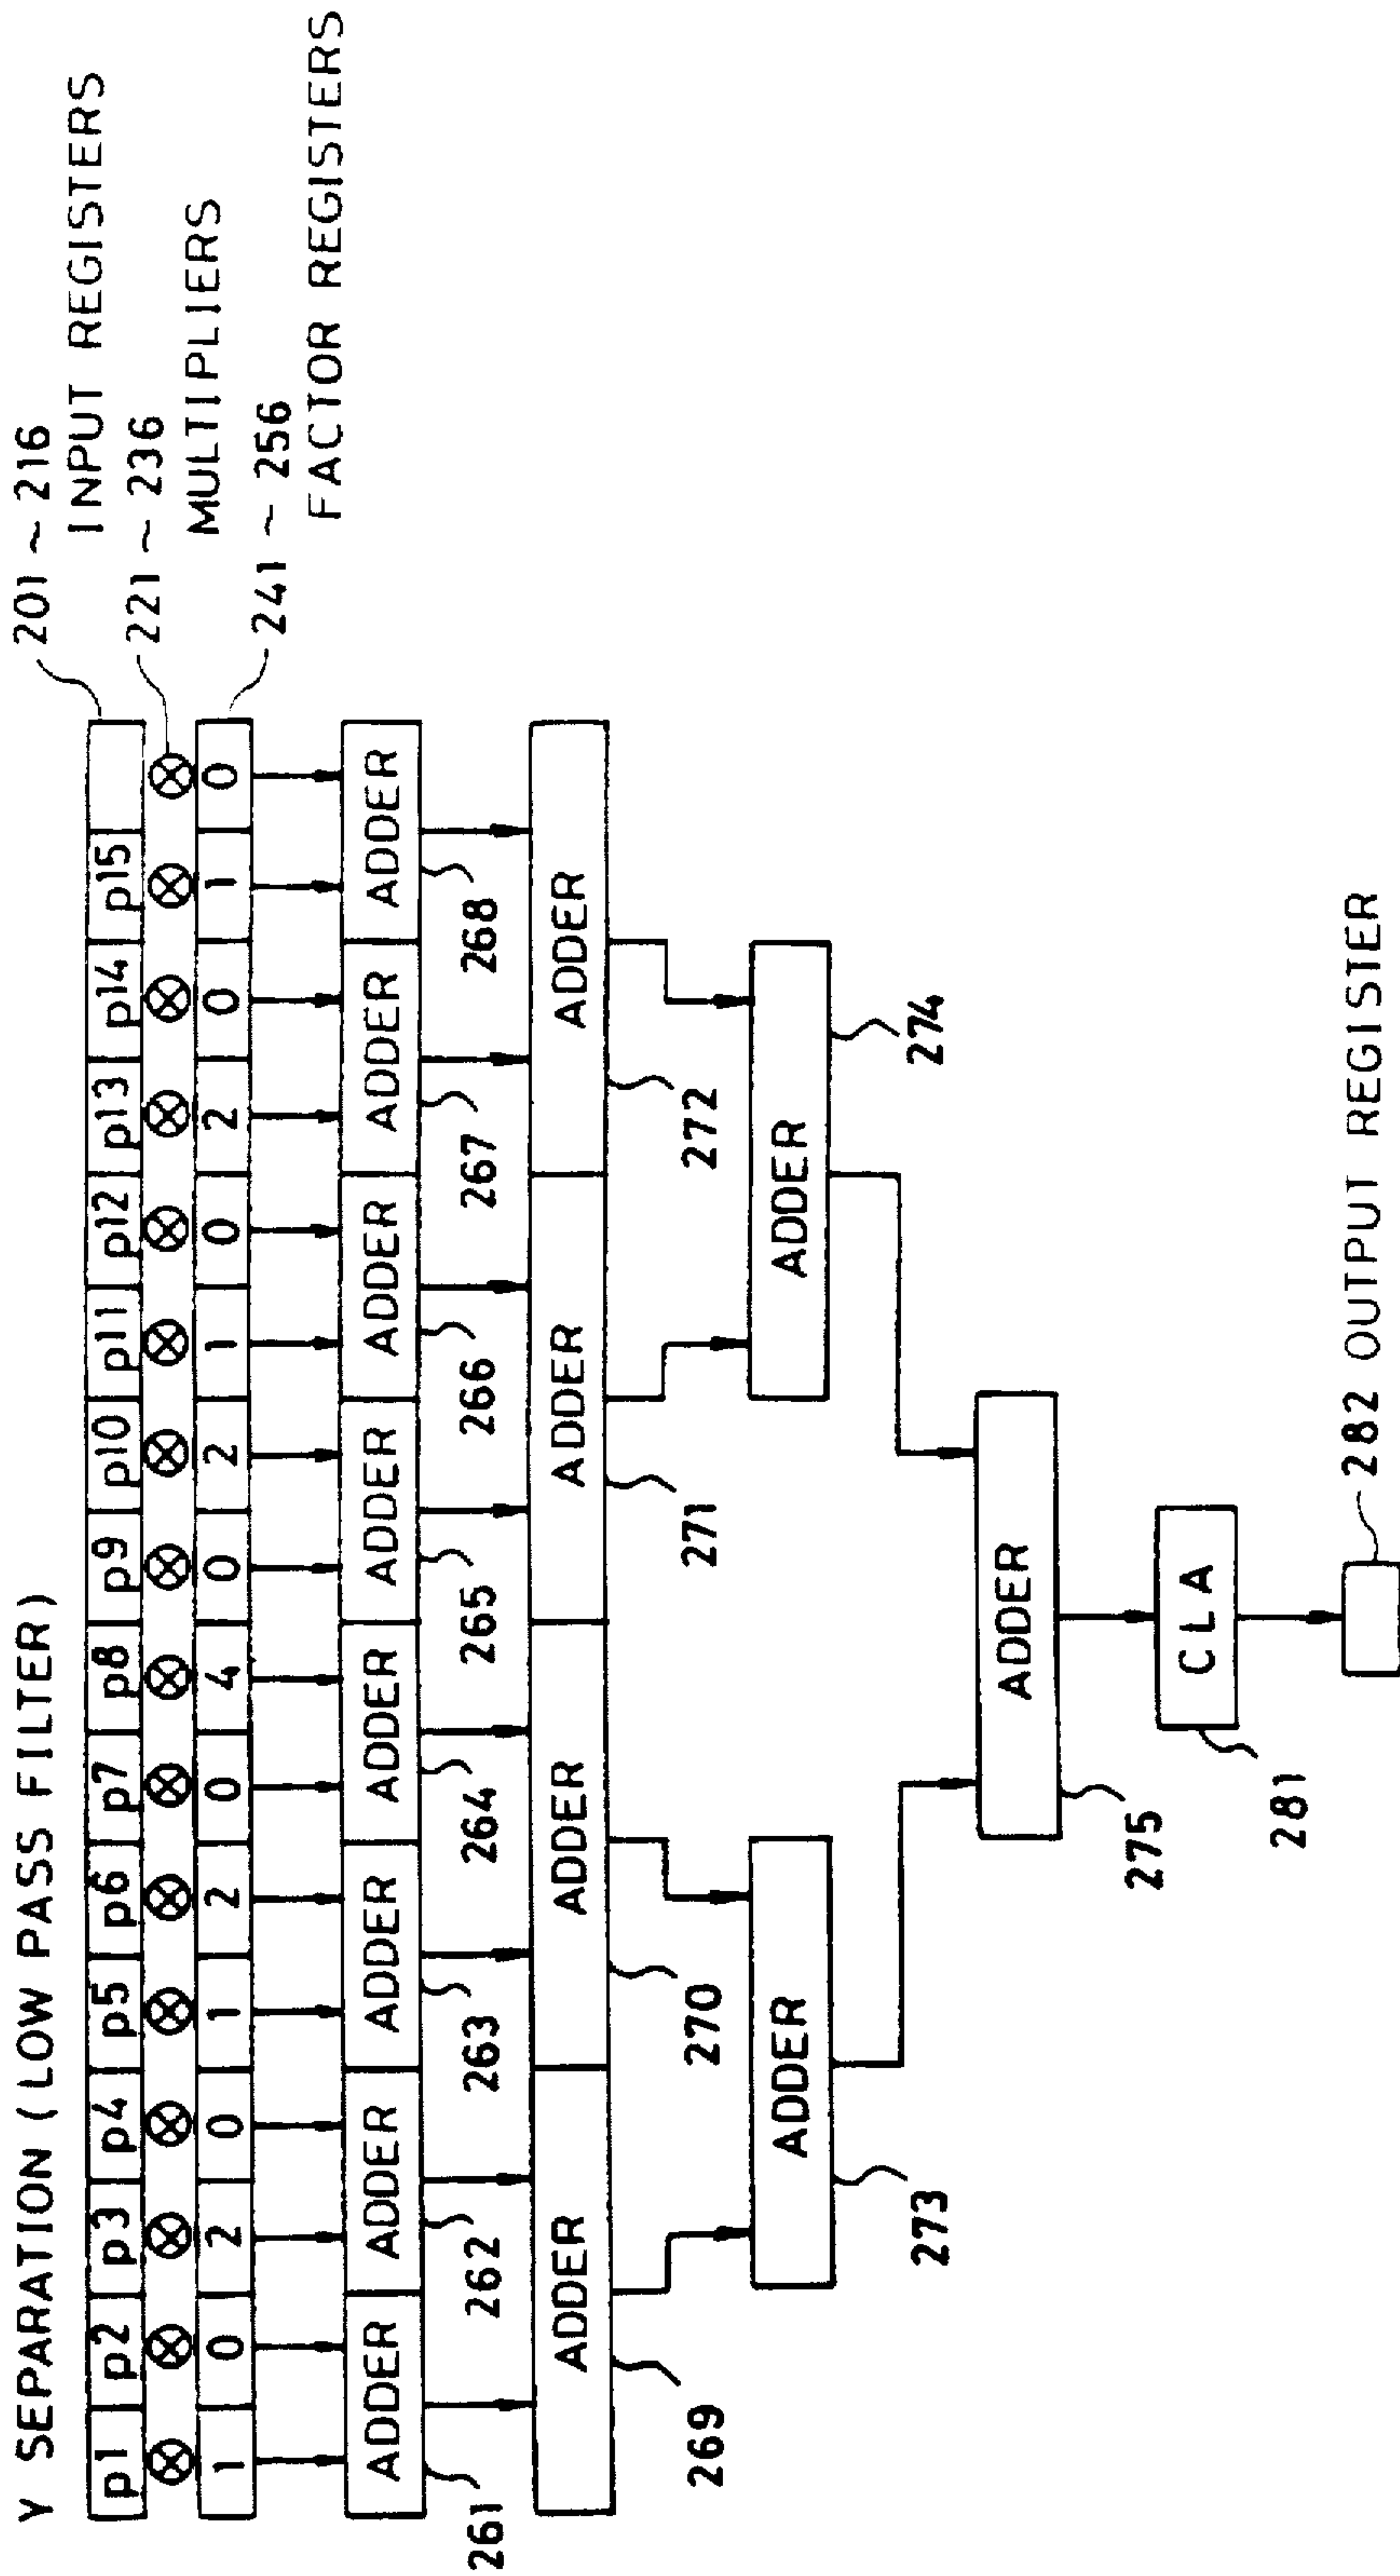 Y SEPARATION (LOW PASS FILTER)
201 ~ 216
INPUT REGISTERS
221 ~ 236
MULTIPLIERS
241 ~ 256
FACTOR REGISTERS
p1 p2 p3 p4 p5 p6 p7 p8 p9 p10 p11 p12 p13 p14 p15
1 0 2 0 1 2 0 4 0 2 1 0 2 0 1 0
ADDER ADDER ADDER ADDER ADDER ADDER ADDER ADDER
261 262 263 264 265 266 267 268
ADDER ADDER ADDER ADDER
269 270 271 272
ADDER ADDER
273 274
ADDER
275
CLA
281
282 OUTPUT REGISTER